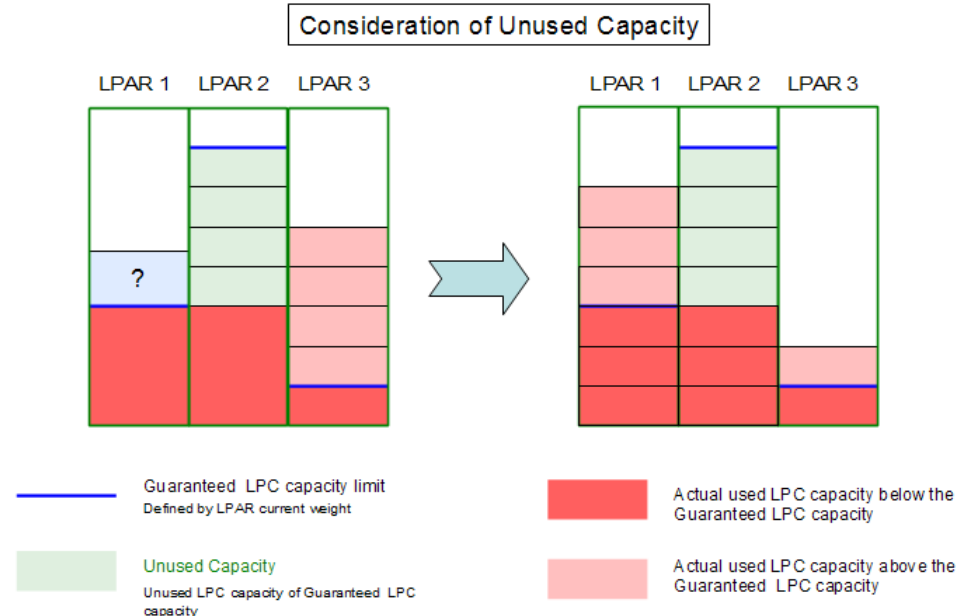 Consideration of Unused Capacity
LPAR 1 LPAR 2 LPAR 3
?
LPAR 1 LPAR 2 LPAR 3
Guaranteed LPC capacity limit
Defined by LPAR current weight
Unused Capacity
Unused LPC capacity of Guaranteed LPC
capacity
Actual used LPC capacity below the
Guaranteed LPC capacity
Actual used LPC capacity above the
Guaranteed LPC capacity